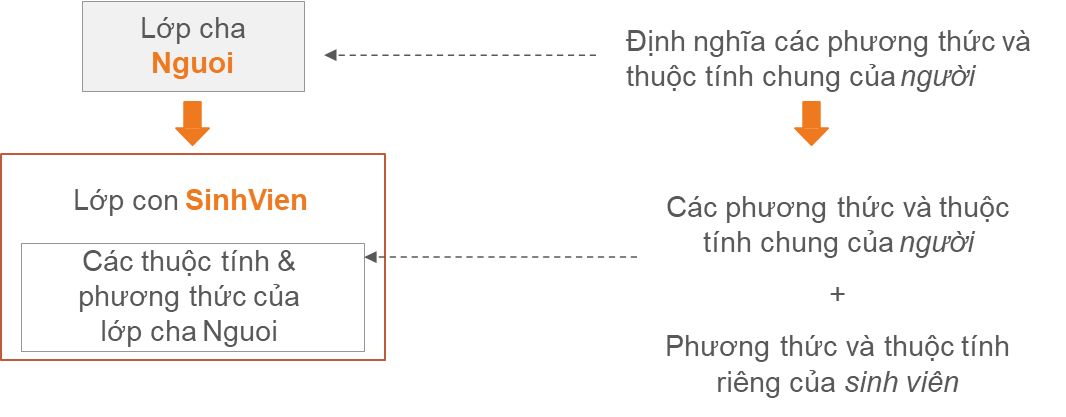 Lớp cha
Nguoi
Định nghĩa các phương thức và
thuộc tính chung của người
Lớp con SinhVien
Các thuộc tính &
phương thức của
lớp cha Nguoi
Các phương thức và thuộc
tính chung của người
+
Phương thức và thuộc tính
riêng của sinh viên